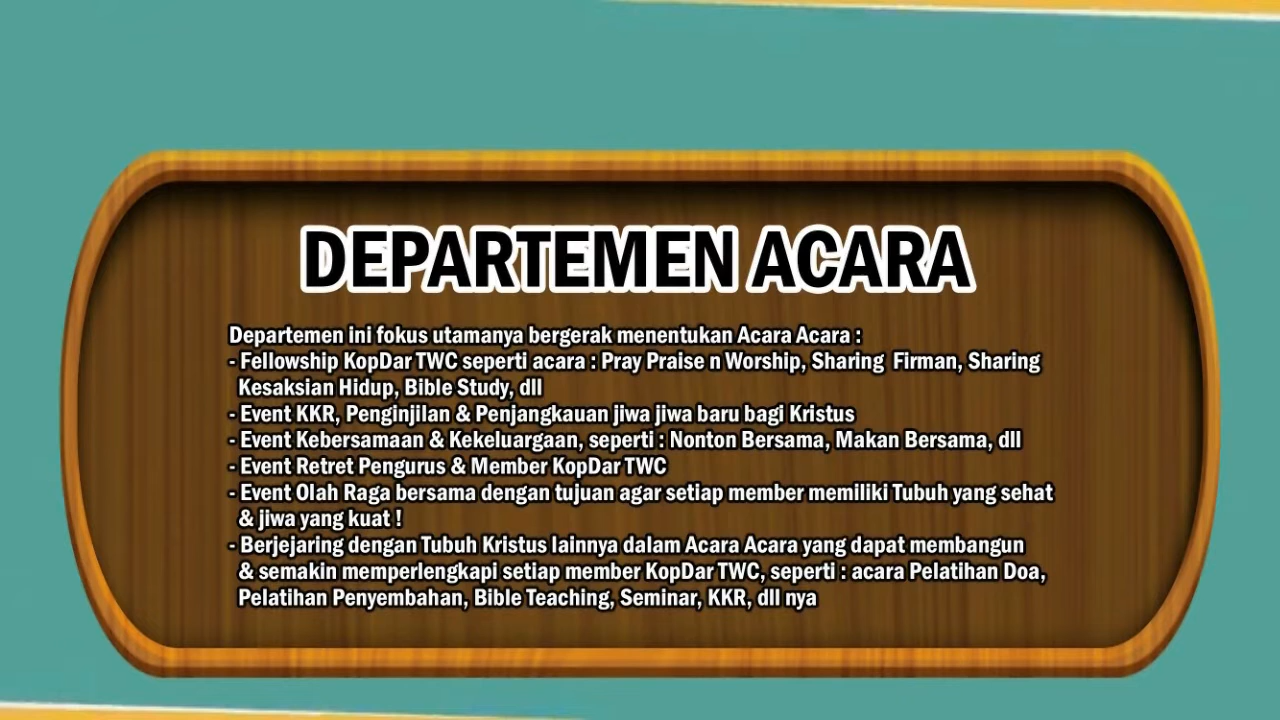 DEPARTEMEN ACARA
Departemen ini fokus utamanya bergerak menentukan Acara Acara :
- Fellowship KopDar TWC seperti acara : Pray Praise n Worship, Sharing Firman, Sharing
Kesaksian Hidup, Bible Study, dll
- Event KKR, Penginjilan & Penjangkauan jiwa jiwa baru bagi Kristus
- Event Kebersamaan & Kekeluargaan, seperti : Nonton Bersama, Makan Bersama, dll
- Event Retret Pengurus & Member KopDar TWC
- Event Olah Raga bersama dengan tujuan agar setiap member memiliki Tubuh yang sehat
& jiwa yang kuat !
- Berjejaring dengan Tubuh Kristus lainnya dalam Acara Acara yang dapat membangun
& semakin memperlengkapi setiap member KopDar TWC, seperti : acara Pelatihan Doa,
Pelatihan Penyembahan, Bible Teaching, Seminar, KKR, dll nya